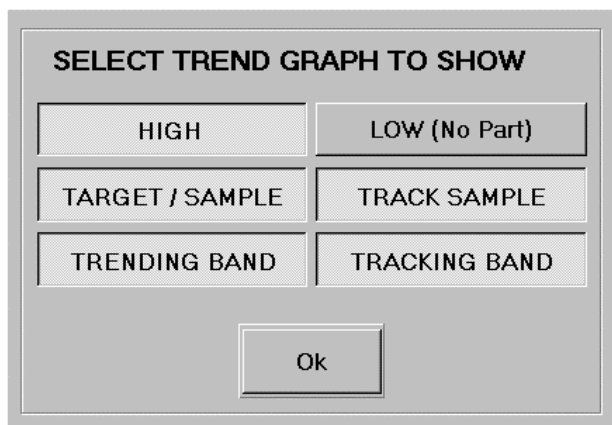 SELECT TREND GRAPH TO SHOW
HIGH
LOW (No Part)
TARGET / SAMPLE
TRACK SAMPLE
TRENDING BAND
TRACKING BAND
Ok